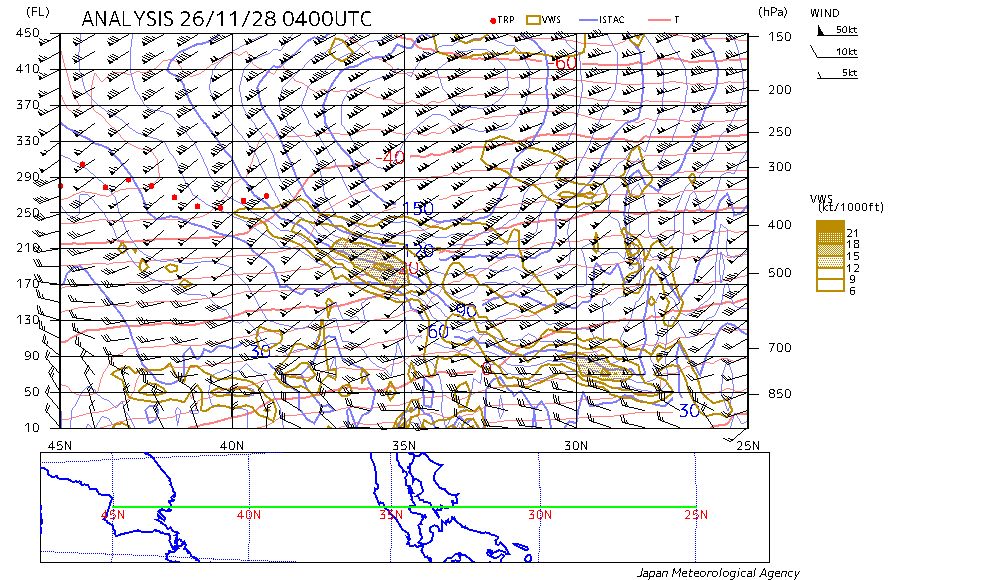 (FL) ANALYSIS 26/11/28 0400UTC TRP VWS ISTAC T (hPa) WIND
450 150 50kt
-60
410 10kt
5kt
370 200
330 250
-40
290 300
VWS
(kt/1000ft)
250 150 400
21
18
210 120 15
12
170 500 9
6
130 90
60
90 30 700
0
50 850
30
10
45N 40N 35N 30N 25N
45N 40N 35N 30N 25N
Japan Meteorological Agency